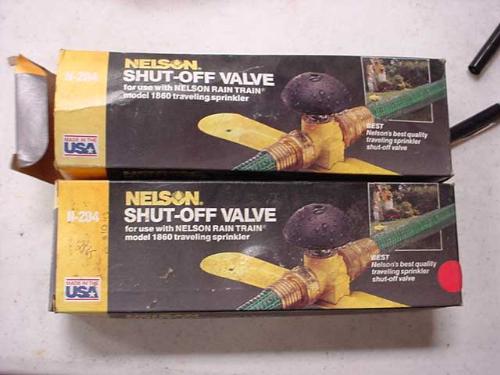 NELSON®
N-294
SHUT-OFF VALVE
for use with NELSON RAIN TRAIN®
model 1860 traveling sprinkler
BEST
Nelson's best quality
traveling sprinkler
shut-off valve
MADE IN THE
USA
NELSON®
N-294
SHUT-OFF VALVE
for use with NELSON RAIN TRAIN®
model 1860 traveling sprinkler
BEST
Nelson's best quality
traveling sprinkler
shut-off valve
MADE IN THE
USA